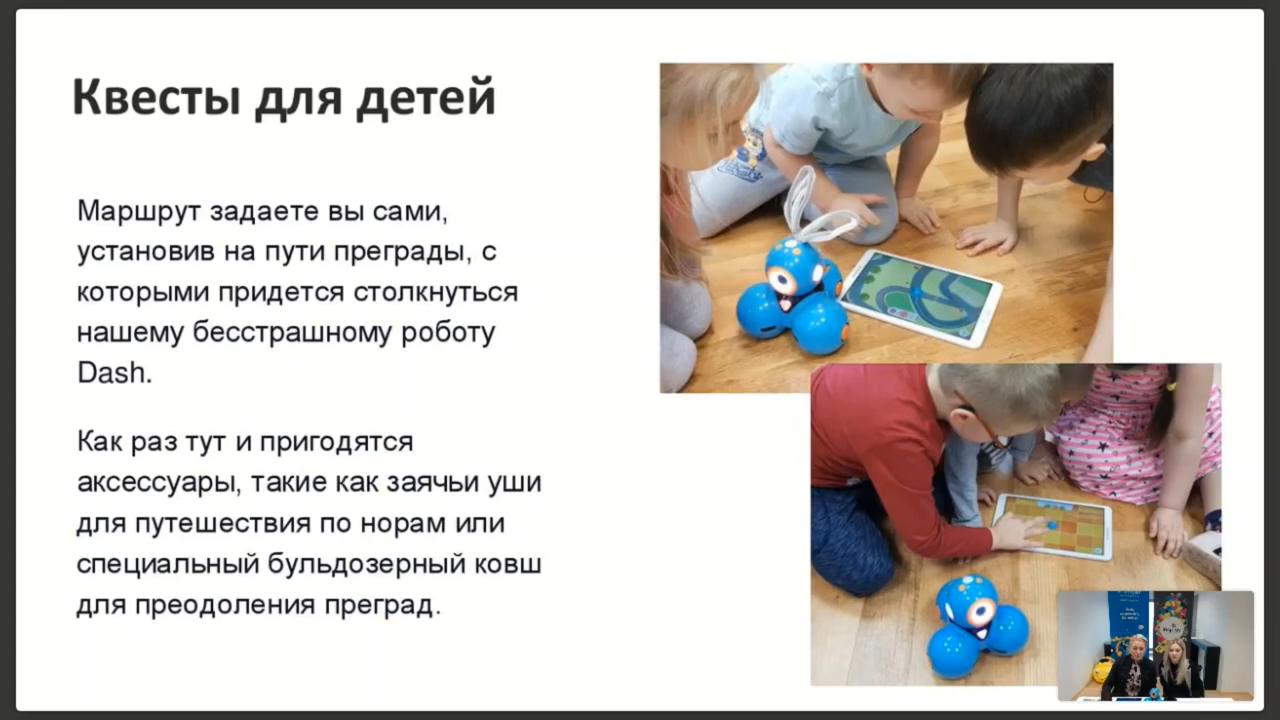 Квесты для детей
Маршрут задаете вы сами,
установив на пути преграды, с
которыми придется столкнуться
нашему бесстрашному роботу
Dash.
Как раз тут и пригодятся
аксессуары, такие как заячьи уши
для путешествия по норам или
специальный бульдозерный ковш
для преодоления преград.